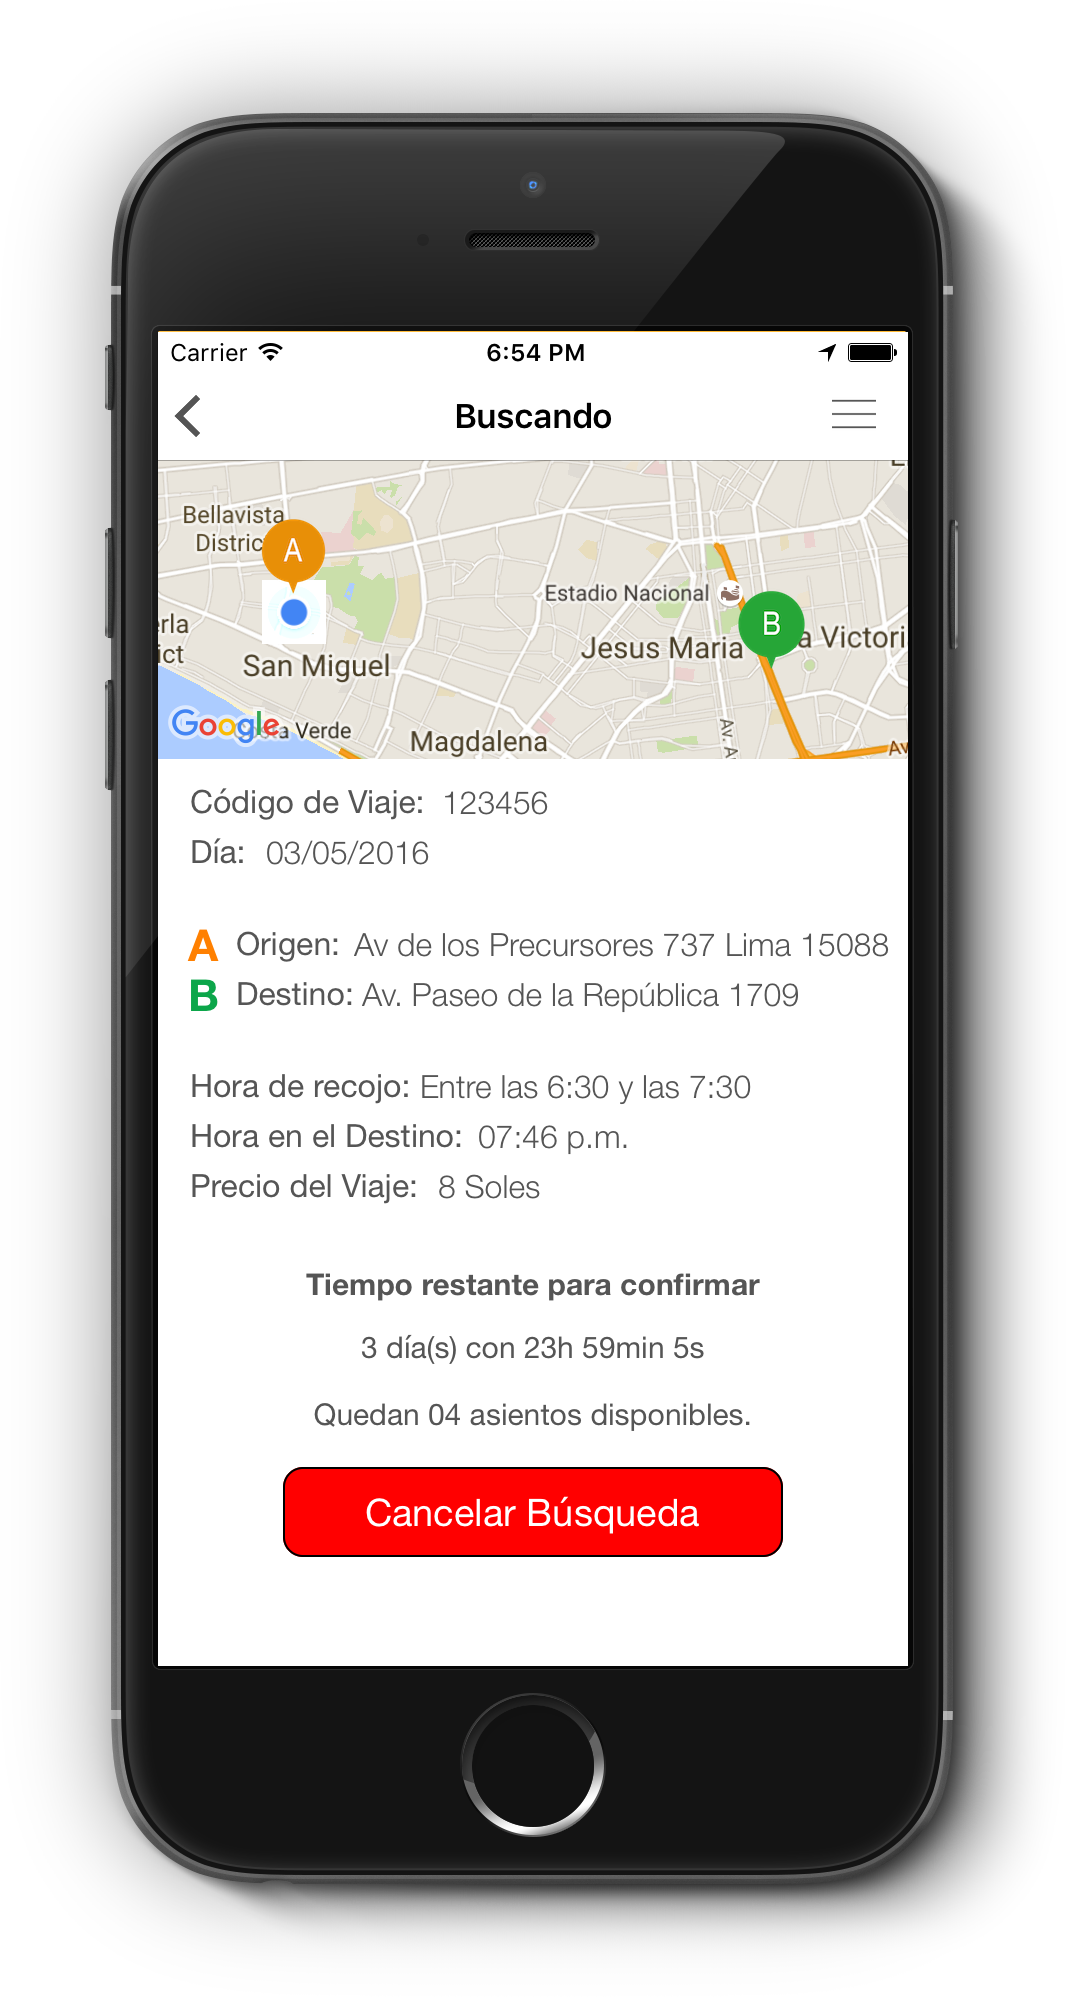 Carrier 6:54 PM
Buscando
Bellavista
Distric
A
Estadio Nacional
B
rla
ict
Jesus Maria
a Victori
San Miguel
Google
a Verde
Magdalena
Av. A
Av
Código de Viaje: 123456
Día: 03/05/2016
A Origen: Av de los Precursores 737 Lima 15088
B Destino: Av. Paseo de la República 1709
Hora de recojo: Entre las 6:30 y las 7:30
Hora en el Destino: 07:46 p.m.
Precio del Viaje: 8 Soles
Tiempo restante para confirmar
3 día(s) con 23h 59min 5s
Quedan 04 asientos disponibles.
Cancelar Búsqueda